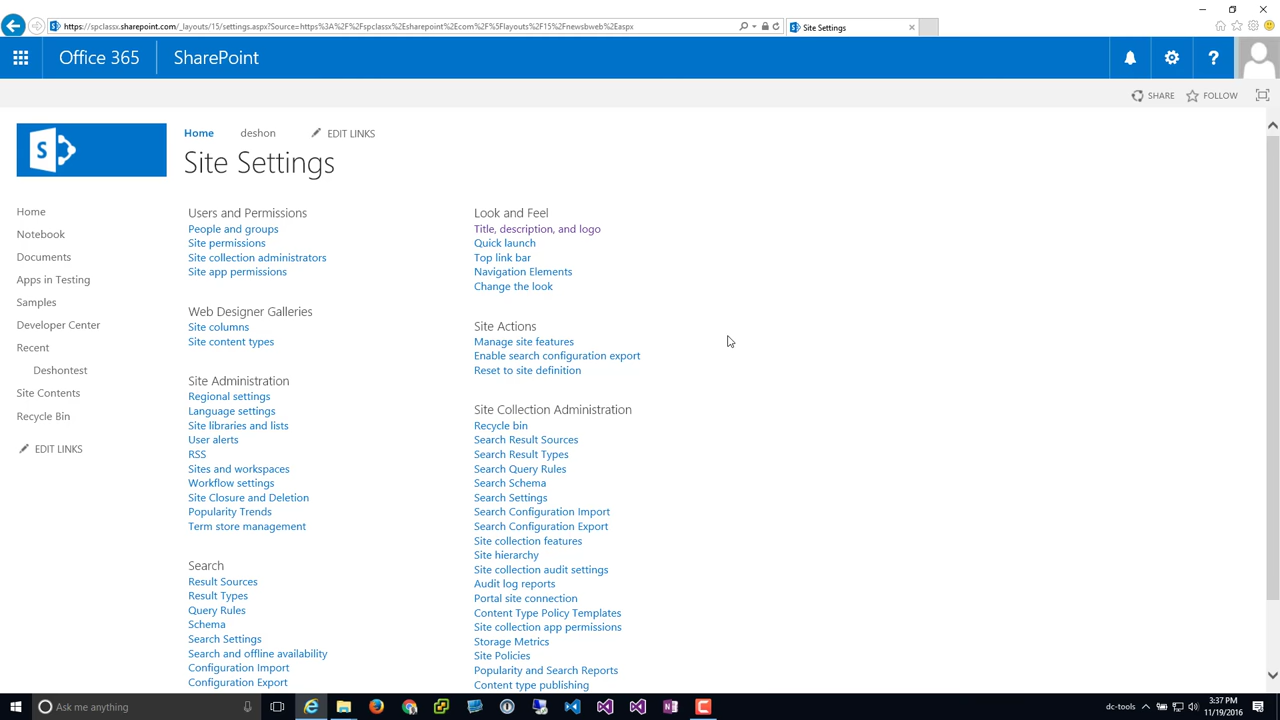 https://spclassx.sharepoint.com/_layouts/15/settings.aspx?Source=https%3A%2F%2Fspclassx%2Esharepoint%2Ecom%2F%5Flayouts%2F15%2Fnewsbweb%2Easpx
Site Settings
Office 365
SharePoint
?
SHARE
FOLLOW
S
Home
deshon
EDIT LINKS
Site Settings
Home
Notebook
Documents
Apps in Testing
Samples
Developer Center
Recent
Deshontest
Site Contents
Recycle Bin
EDIT LINKS
Users and Permissions
People and groups
Site permissions
Site collection administrators
Site app permissions
Web Designer Galleries
Site columns
Site content types
Site Administration
Regional settings
Language settings
Site libraries and lists
User alerts
RSS
Sites and workspaces
Workflow settings
Site Closure and Deletion
Popularity Trends
Term store management
Search
Result Sources
Result Types
Query Rules
Schema
Search Settings
Search and offline availability
Configuration Import
Configuration Export
Look and Feel
Title, description, and logo
Quick launch
Top link bar
Navigation Elements
Change the look
Site Actions
Manage site features
Enable search configuration export
Reset to site definition
Site Collection Administration
Recycle bin
Search Result Sources
Search Result Types
Search Query Rules
Search Schema
Search Settings
Search Configuration Import
Search Configuration Export
Site collection features
Site hierarchy
Site collection audit settings
Audit log reports
Portal site connection
Content Type Policy Templates
Site collection app permissions
Storage Metrics
Site Policies
Popularity and Search Reports
Content type publishing
Ask me anything
dc-tools
3:37 PM
11/19/2016